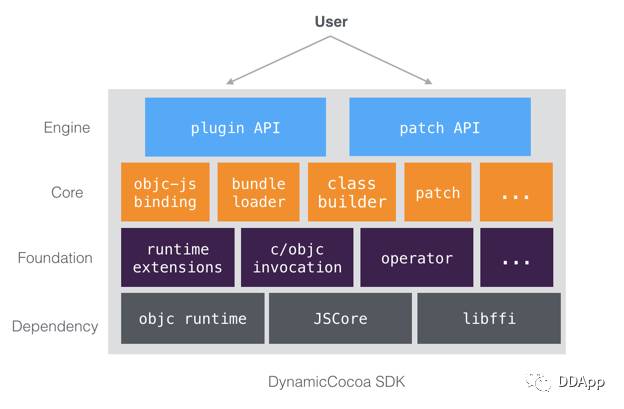 User
Engine
plugin API
patch API
Core
objc-js
binding
bundle
loader
class
builder
patch
...
Foundation
runtime
extensions
c/objc
invocation
operator
...
Dependency
objc runtime
JSCore
libffi
DynamicCocoa SDK
DDApp